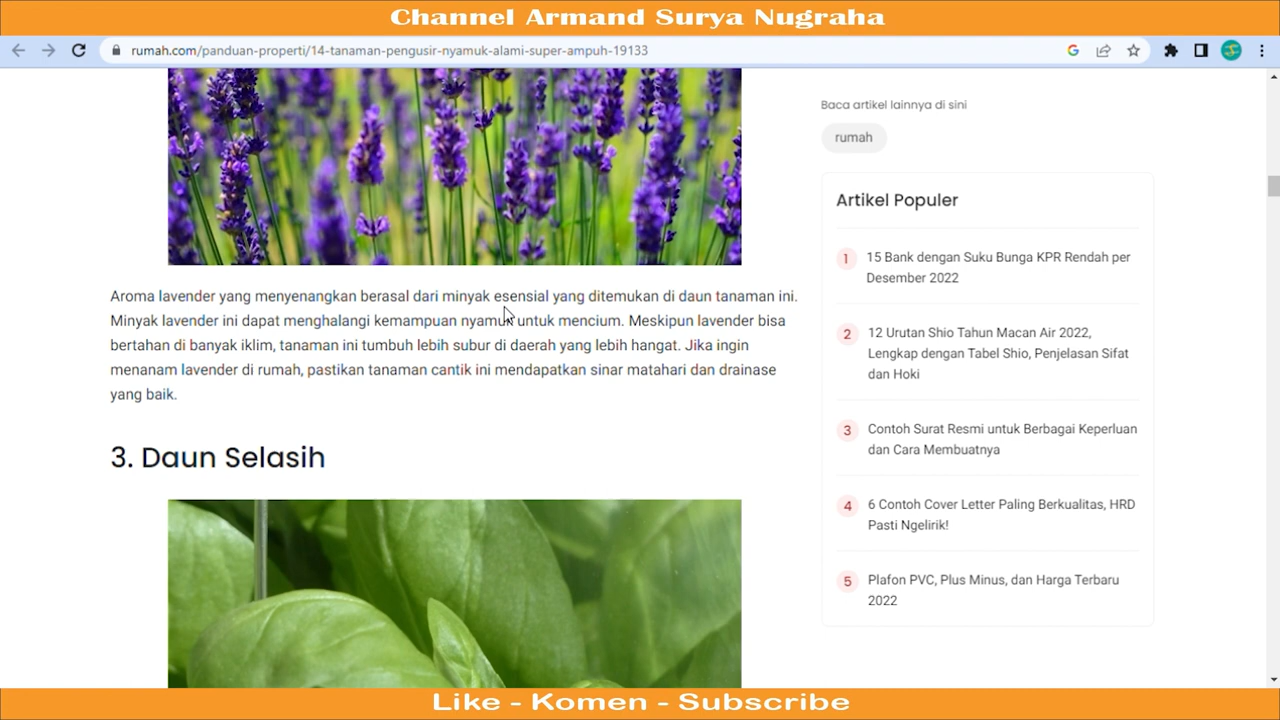 Channel Armand Surya Nugraha
rumah.com/panduan-properti/14-tanaman-pengusir-nyamuk-alami-super-ampuh-19133
Aroma lavender yang menyenangkan berasal dari minyak esensial yang ditemukan di daun tanaman ini.
Minyak lavender ini dapat menghalangi kemampuan nyamuk untuk mencium. Meskipun lavender bisa
bertahan di banyak iklim, tanaman ini tumbuh lebih subur di daerah yang lebih hangat. Jika ingin
menanam lavender di rumah, pastikan tanaman cantik ini mendapatkan sinar matahari dan drainase
yang baik.
3. Daun Selasih
Baca artikel lainnya di sini
rumah
Artikel Populer
1 15 Bank dengan Suku Bunga KPR Rendah per
Desember 2022
2 12 Urutan Shio Tahun Macan Air 2022,
Lengkap dengan Tabel Shio, Penjelasan Sifat
dan Hoki
3 Contoh Surat Resmi untuk Berbagai Keperluan
dan Cara Membuatnya
4 6 Contoh Cover Letter Paling Berkualitas, HRD
Pasti Ngelirik!
5 Plafon PVC, Plus Minus, dan Harga Terbaru
2022
Like - Komen - Subscribe